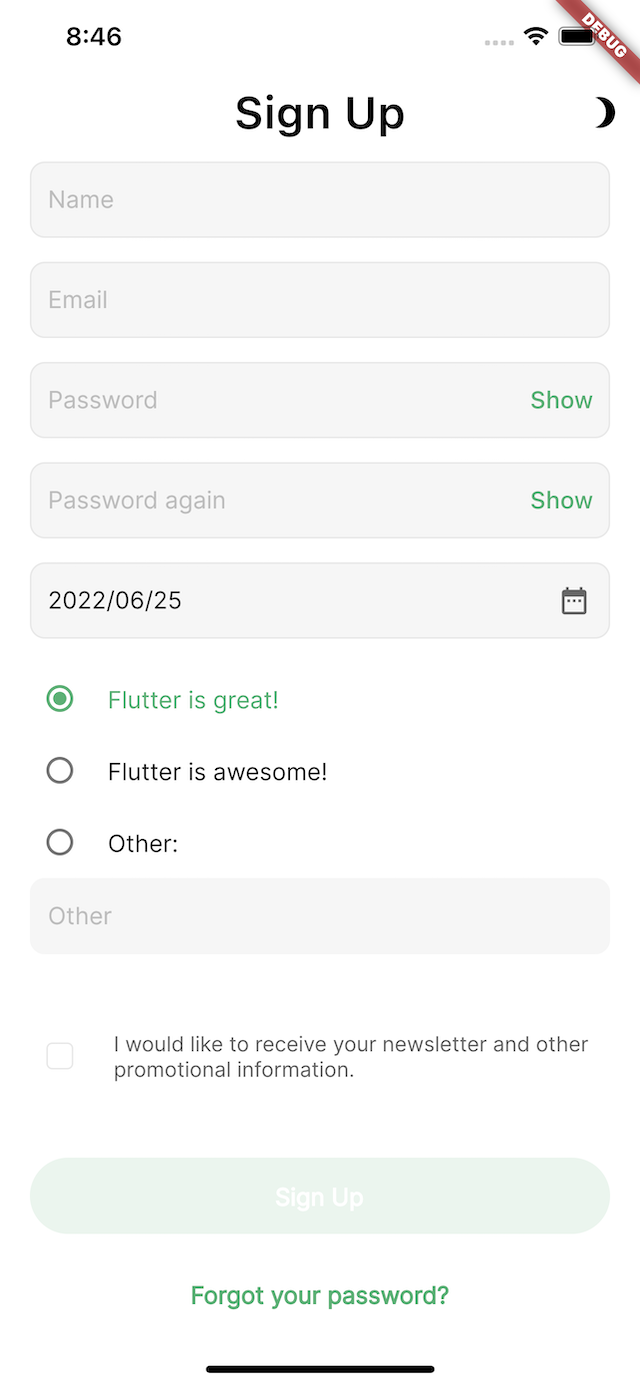 8:46
DEBUG
Sign Up
Name
Email
Password
Show
Password again
Show
2022/06/25
Flutter is great!
Flutter is awesome!
Other:
Other
I would like to receive your newsletter and other
promotional information.
Sign Up
Forgot your password?